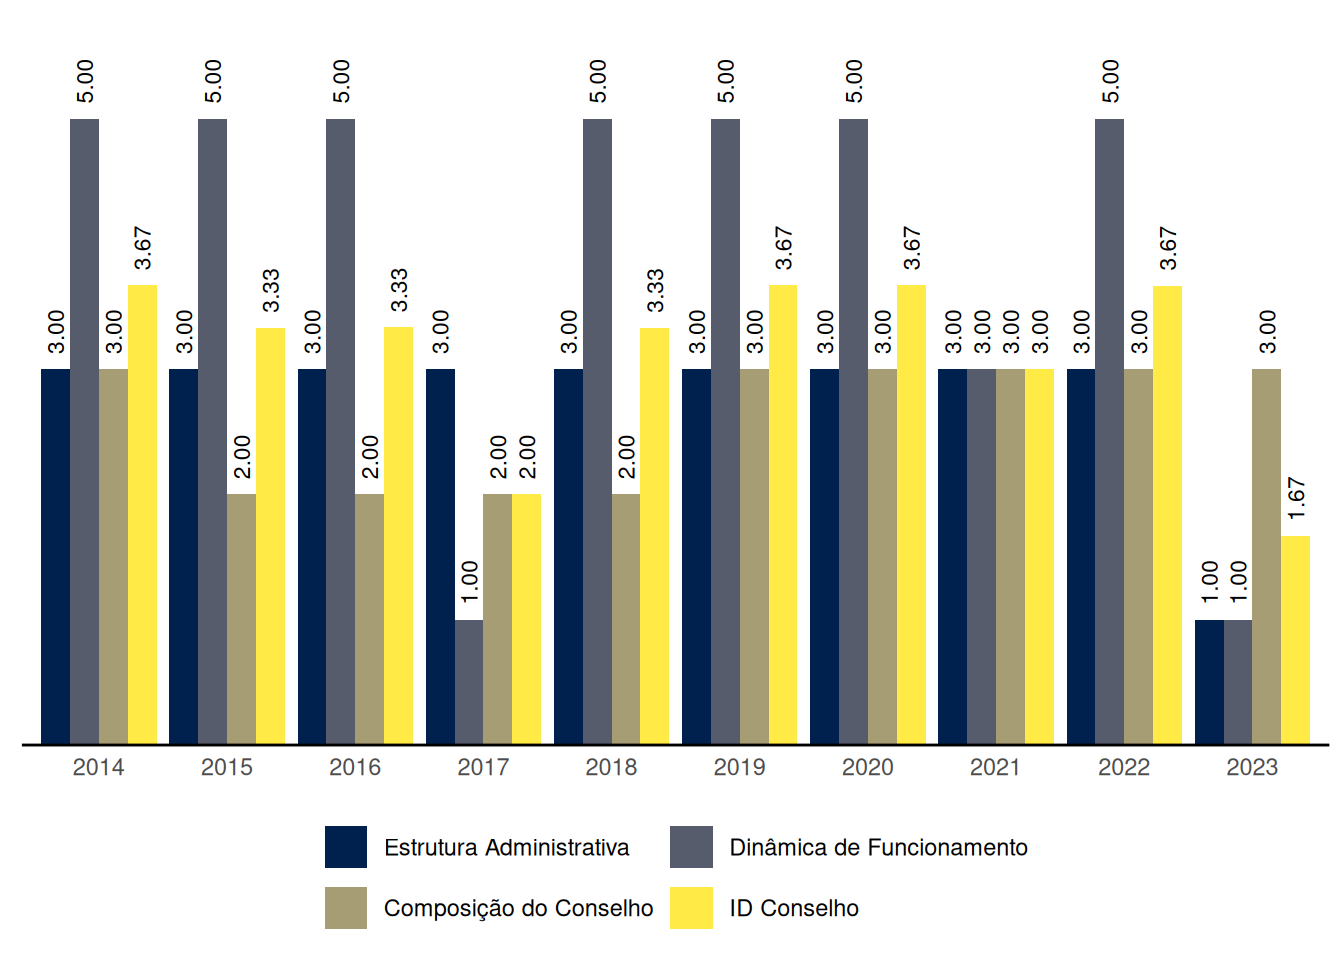 5.00 5.00 5.00 5.00 5.00 5.00 5.00
3.67 3.67 3.67 3.67
3.33 3.33 3.33
3.00 3.00 3.00 3.00 3.00 3.00 3.00 3.00 3.00 3.00 3.00 3.00 3.00 3.00 3.00 3.00 3.00
2.00 2.00 2.00 2.00 2.00
1.67
1.00 1.00 1.00
2014 2015 2016 2017 2018 2019 2020 2021 2022 2023
Estrutura Administrativa Dinâmica de Funcionamento
Composição do Conselho ID Conselho